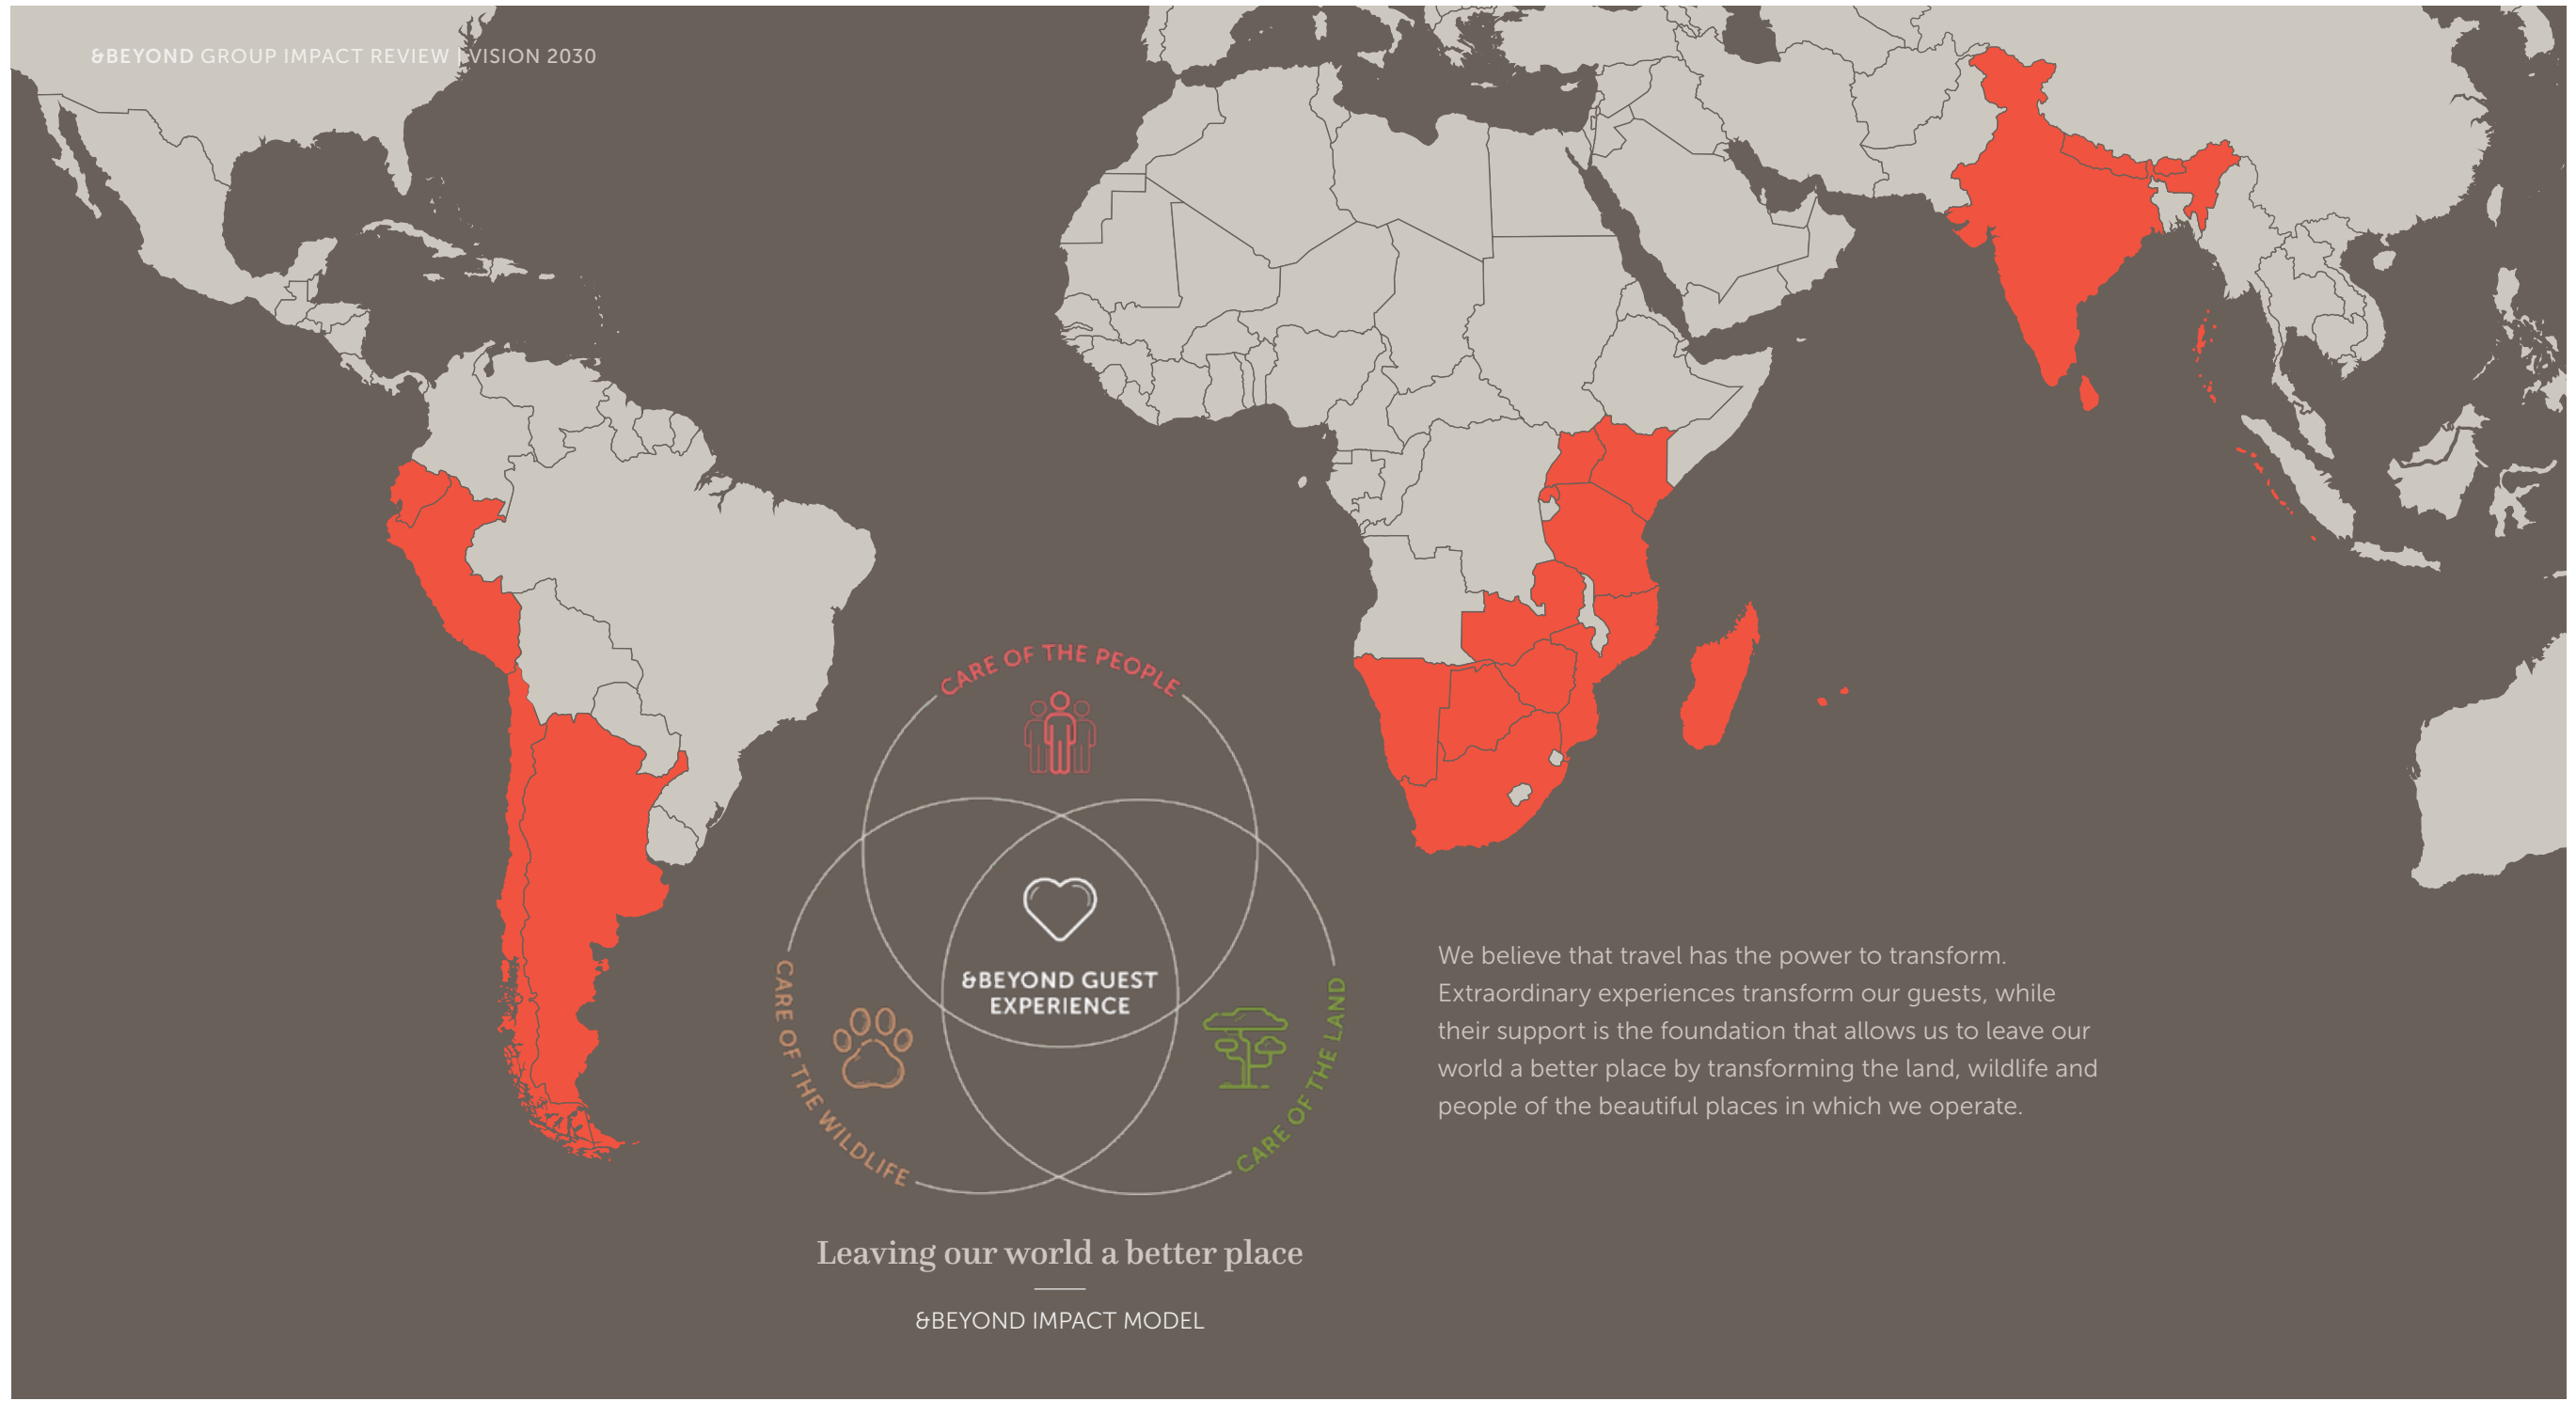 &BEYOND GROUP IMPACT REVIEW | VISION 2030
CARE OF THE PEOPLE
&BEYOND GUEST
EXPERIENCE
CARE OF THE WILDLIFE
CARE OF THE LAND
We believe that travel has the power to transform.
Extraordinary experiences transform our guests, while
their support is the foundation that allows us to leave our
world a better place by transforming the land, wildlife and
people of the beautiful places in which we operate.
Leaving our world a better place
&BEYOND IMPACT MODEL